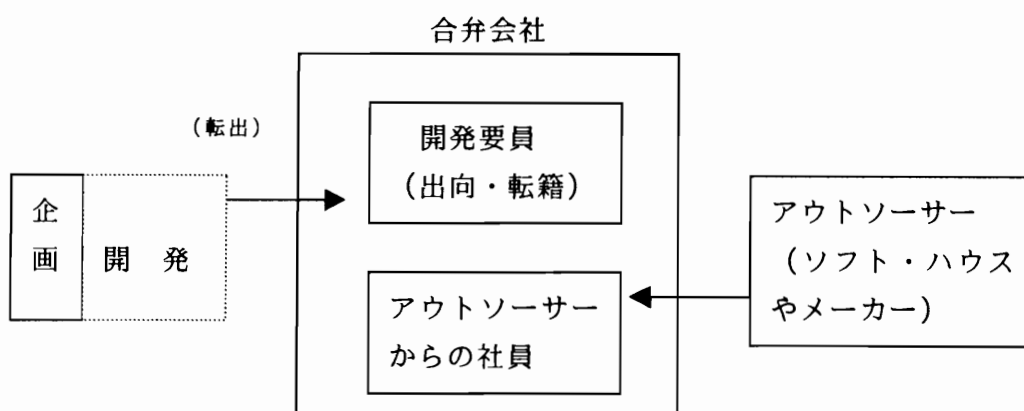 合弁会社
(転出)
開発要員
(出向・転籍)
企
画
開 発
アウトソーサー
からの社員
アウトソーサー
(ソフト・ハウス
やメーカー)